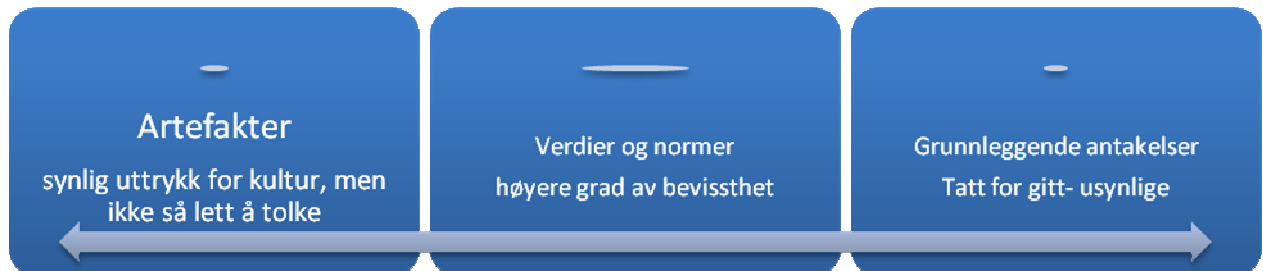 Artefakter
synlig uttrykk for kultur, men
ikke så lett å tolke
Verdier og normer
høyere grad av bevissthet
Grunnleggende antakelser
Tatt for gitt- usynlige